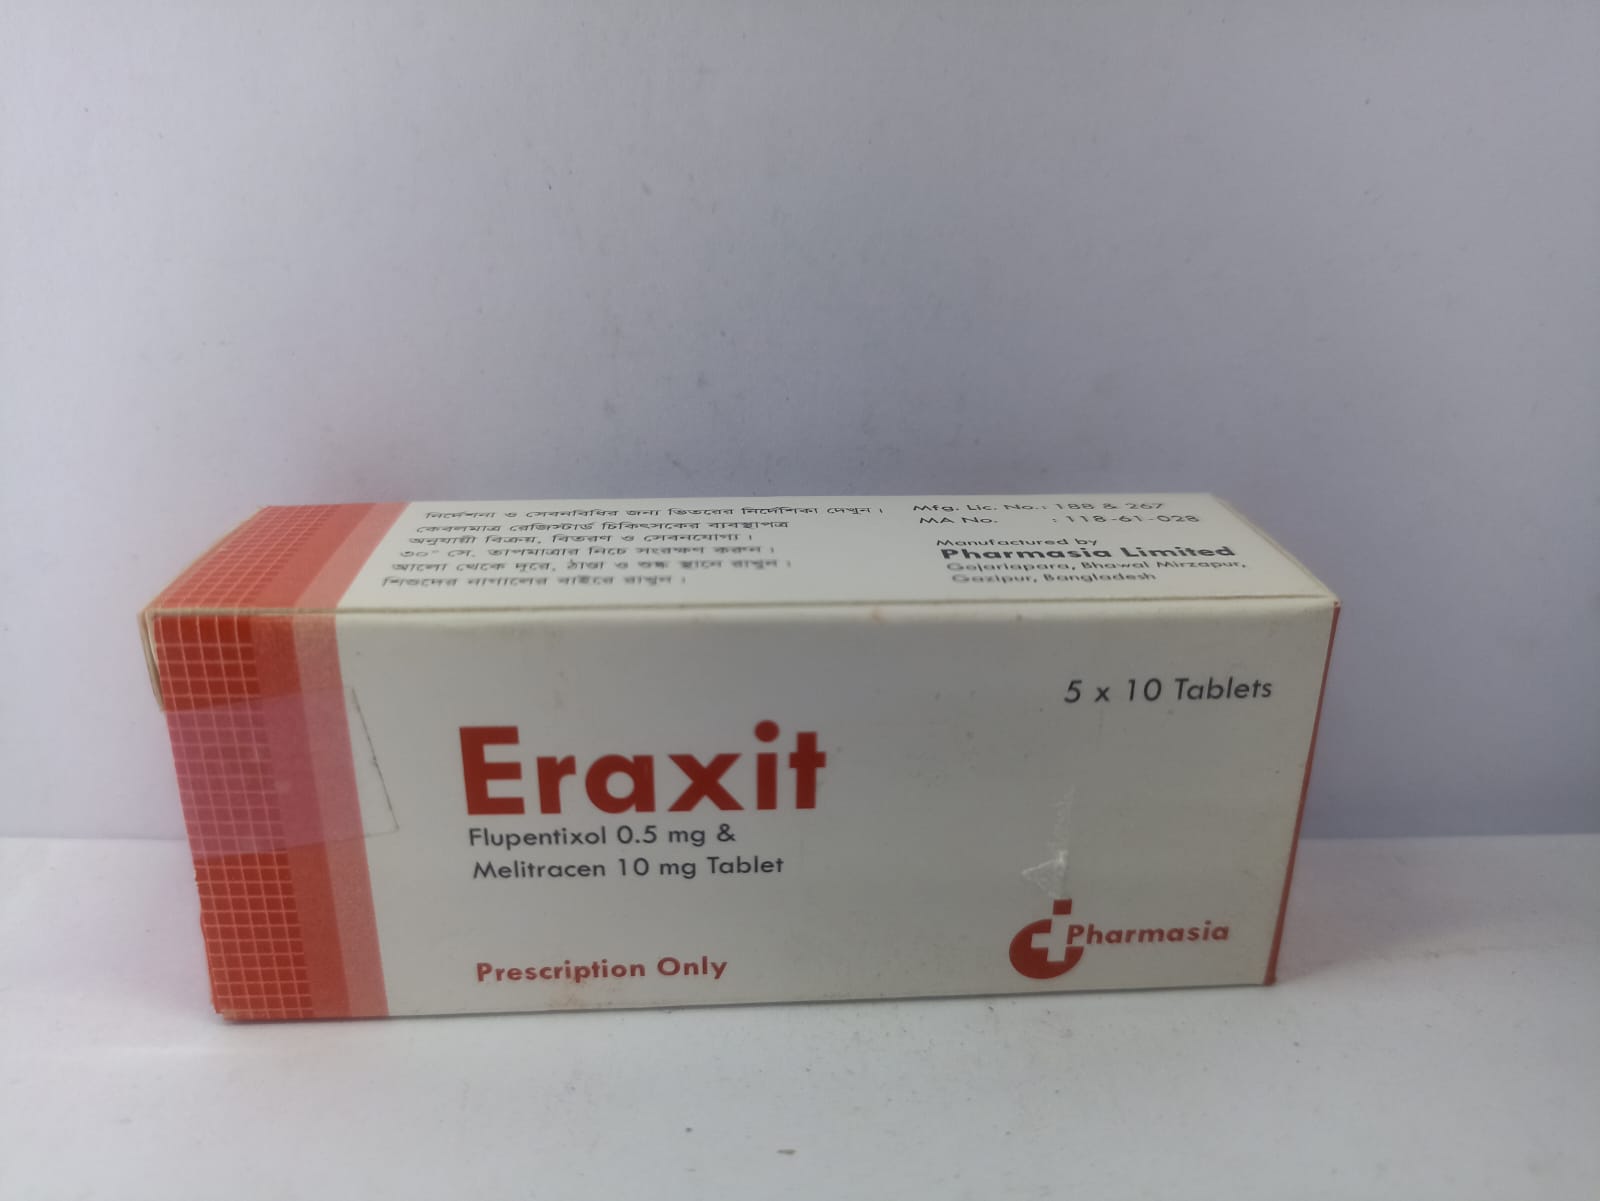 নির্দেশনা ও সেবনবিধির জন্য ভিতরের নির্দেশিকা দেখুন।
কেবলমাত্র রেজিস্টার্ড চিকিৎসকের ব্যবস্থাপত্র
অনুযায়ী বিক্রয়, বিতরণ ও সেবনযোগ্য।
৩০° সে. তাপমাত্রার নিচে সংরক্ষণ করুন।
আলো থেকে দূরে, ঠাণ্ডা ও শুষ্ক স্থানে রাখুন।
শিশুদের নাগালের বাইরে রাখুন।
Mfg. Lic. No.: 188 & 267
MA No. : 118-61-028
Manufactured by
Pharmasia Limited
Gojariapara, Bhawal Mirzapur,
Gazipur, Bangladesh
5 x 10 Tablets
Eraxit
Flupentixol 0.5 mg &
Melitracen 10 mg Tablet
Prescription Only
Pharmasia